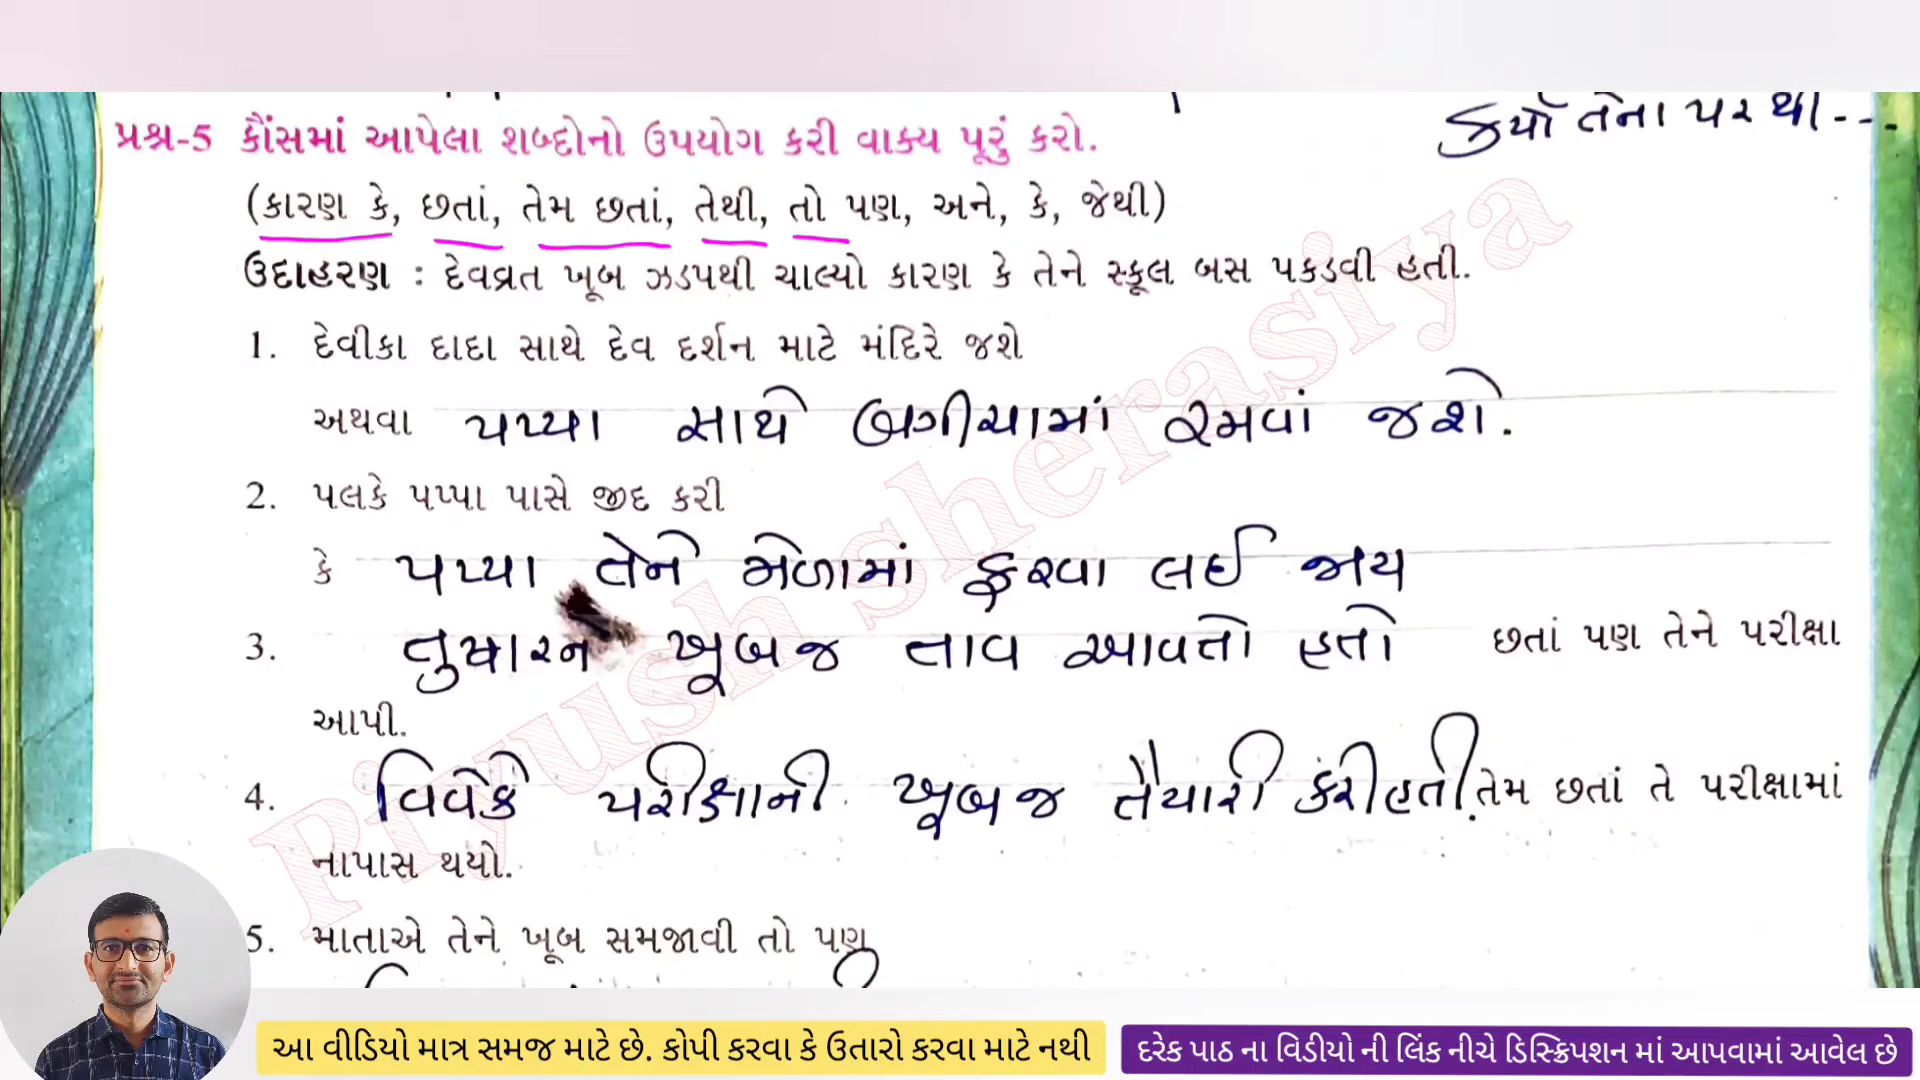 કર્યો તેના પર થી---
પ્રશ્ન-5 કૌંસમાં આપેલા શબ્દોનો ઉપયોગ કરી વાક્ય પૂરું કરો.
(કારણ કે, છતાં, તેમ છતાં, તેથી, તો પણ, અને, કે, જેથી)
ઉદાહરણ : દેવવ્રત ખૂબ ઝડપથી ચાલ્યો કારણ કે તેને સ્કૂલ બસ પકડવી હતી.
1. દેવીકા દાદા સાથે દેવ દર્શન માટે મંદિરે જશે
અથવા પપ્પા સાથે બગીચામાં રમવાં જશે.
2. પલકે પપ્પા પાસે જીદ કરી
કે પપ્પા તેને મેળામાં ફરવા લઈ જાય
3. તુષારન ખૂબ જ તાવ આવતો હતો છતાં પણ તેને પરીક્ષા
આપી.
4. વિવેકે પરીક્ષાની ખૂબ જ તૈયારી કરી હતી. તેમ છતાં તે પરીક્ષામાં
નાપાસ થયો.
5. માતાએ તેને ખૂબ સમજાવી તો પણ
Piyush sherasiya
આ વીડિયો માત્ર સમજ માટે છે. કોપી કરવા કે ઉતારો કરવા માટે નથી
દરેક પાઠ ના વિડીયો ની લિંક નીચે ડિસ્ક્રિપશન માં આપવામાં આવેલ છે